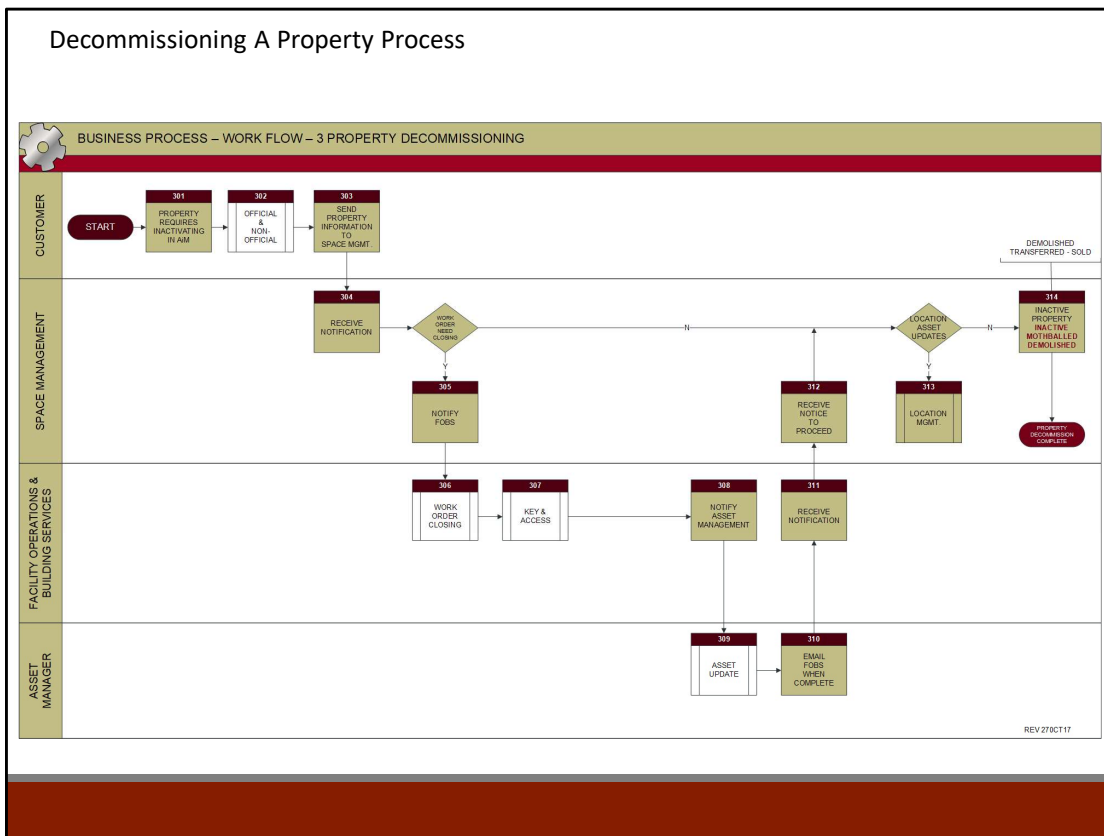 Decommissioning A Property Process
BUSINESS PROCESS – WORK FLOW – 3 PROPERTY DECOMMISSIONING
CUSTOMER
START
301
PROPERTY
REQUIRES
INACTIVATING
IN AiM
302
OFFICIAL
&
NON-
OFFICIAL
303
SEND
PROPERTY
INFORMATION
TO
SPACE MGMT.
DEMOLISHED
TRANSFERRED - SOLD
SPACE MANAGEMENT
304
RECEIVE
NOTIFICATION
WORK
ORDER
NEED
CLOSING
N
Y
305
NOTIFY
FOBS
312
RECEIVE
NOTICE
TO
PROCEED
LOCATION
ASSET
UPDATES
N
Y
313
LOCATION
MGMT.
314
INACTIVE
PROPERTY
INACTIVE
MOTHBALLED
DEMOLISHED
PROPERTY
DECOMMISSION
COMPLETE
FACILITY OPERATIONS &
BUILDING SERVICES
306
WORK
ORDER
CLOSING
307
KEY &
ACCESS
308
NOTIFY
ASSET
MANAGEMENT
311
RECEIVE
NOTIFICATION
ASSET
MANAGER
309
ASSET
UPDATE
310
EMAIL
FOBS
WHEN
COMPLETE
REV 27OCT17